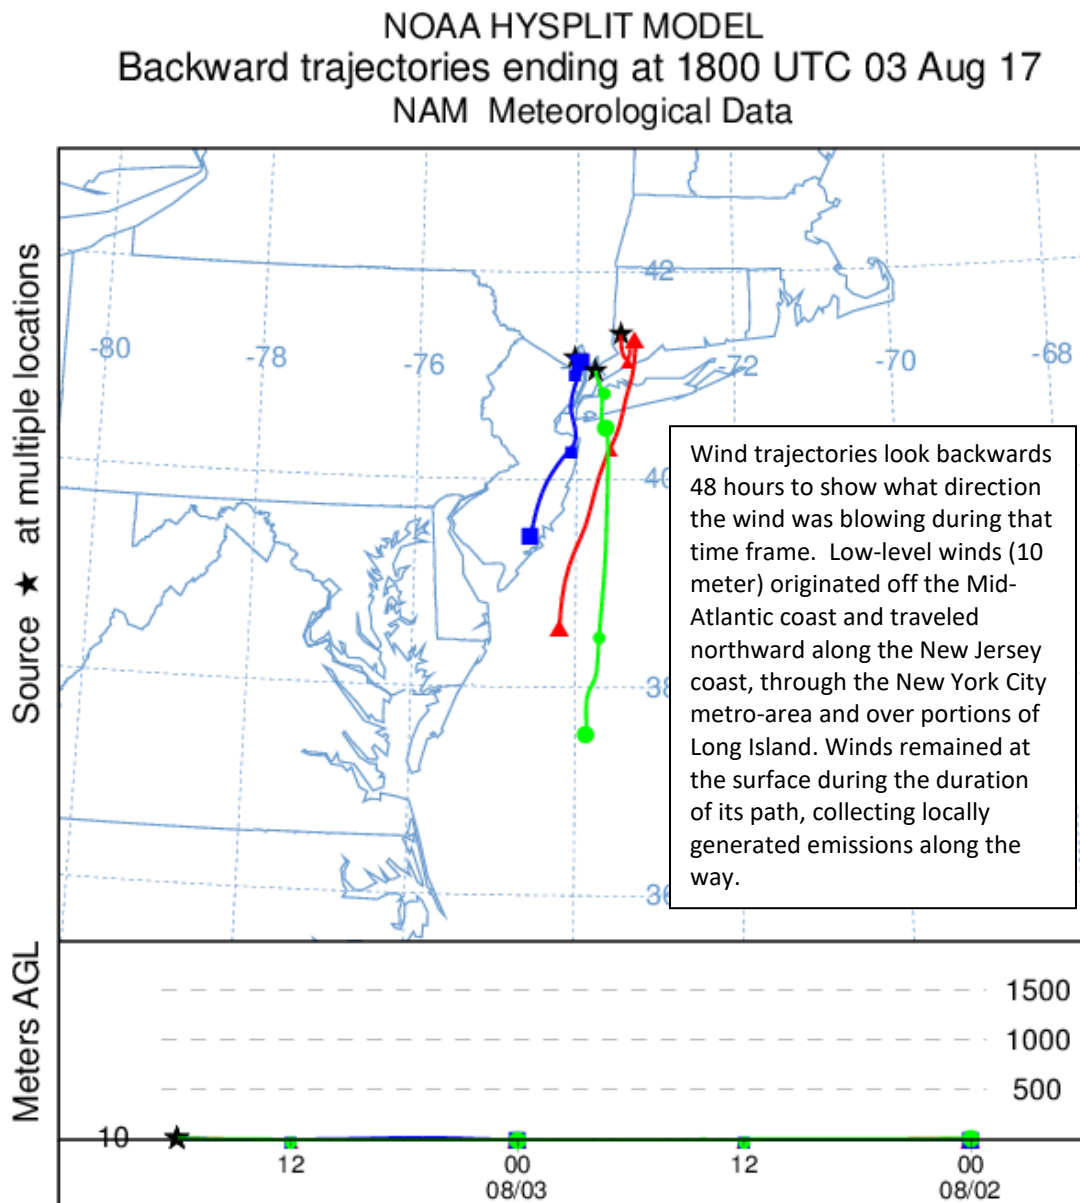 NOAA HYSPLIT MODEL
Backward trajectories ending at 1800 UTC 03 Aug 17
NAM Meteorological Data
Source ★ at multiple locations
42
-80
-78
-76
-72
-70
-68
40
38
36
Wind trajectories look backwards
48 hours to show what direction
the wind was blowing during that
time frame. Low-level winds (10
meter) originated off the Mid-
Atlantic coast and traveled
northward along the New Jersey
coast, through the New York City
metro-area and over portions of
Long Island. Winds remained at
the surface during the duration
of its path, collecting locally
generated emissions along the
way.
Meters AGL
1500
1000
500
10
12
00
12
00
08/03
08/02